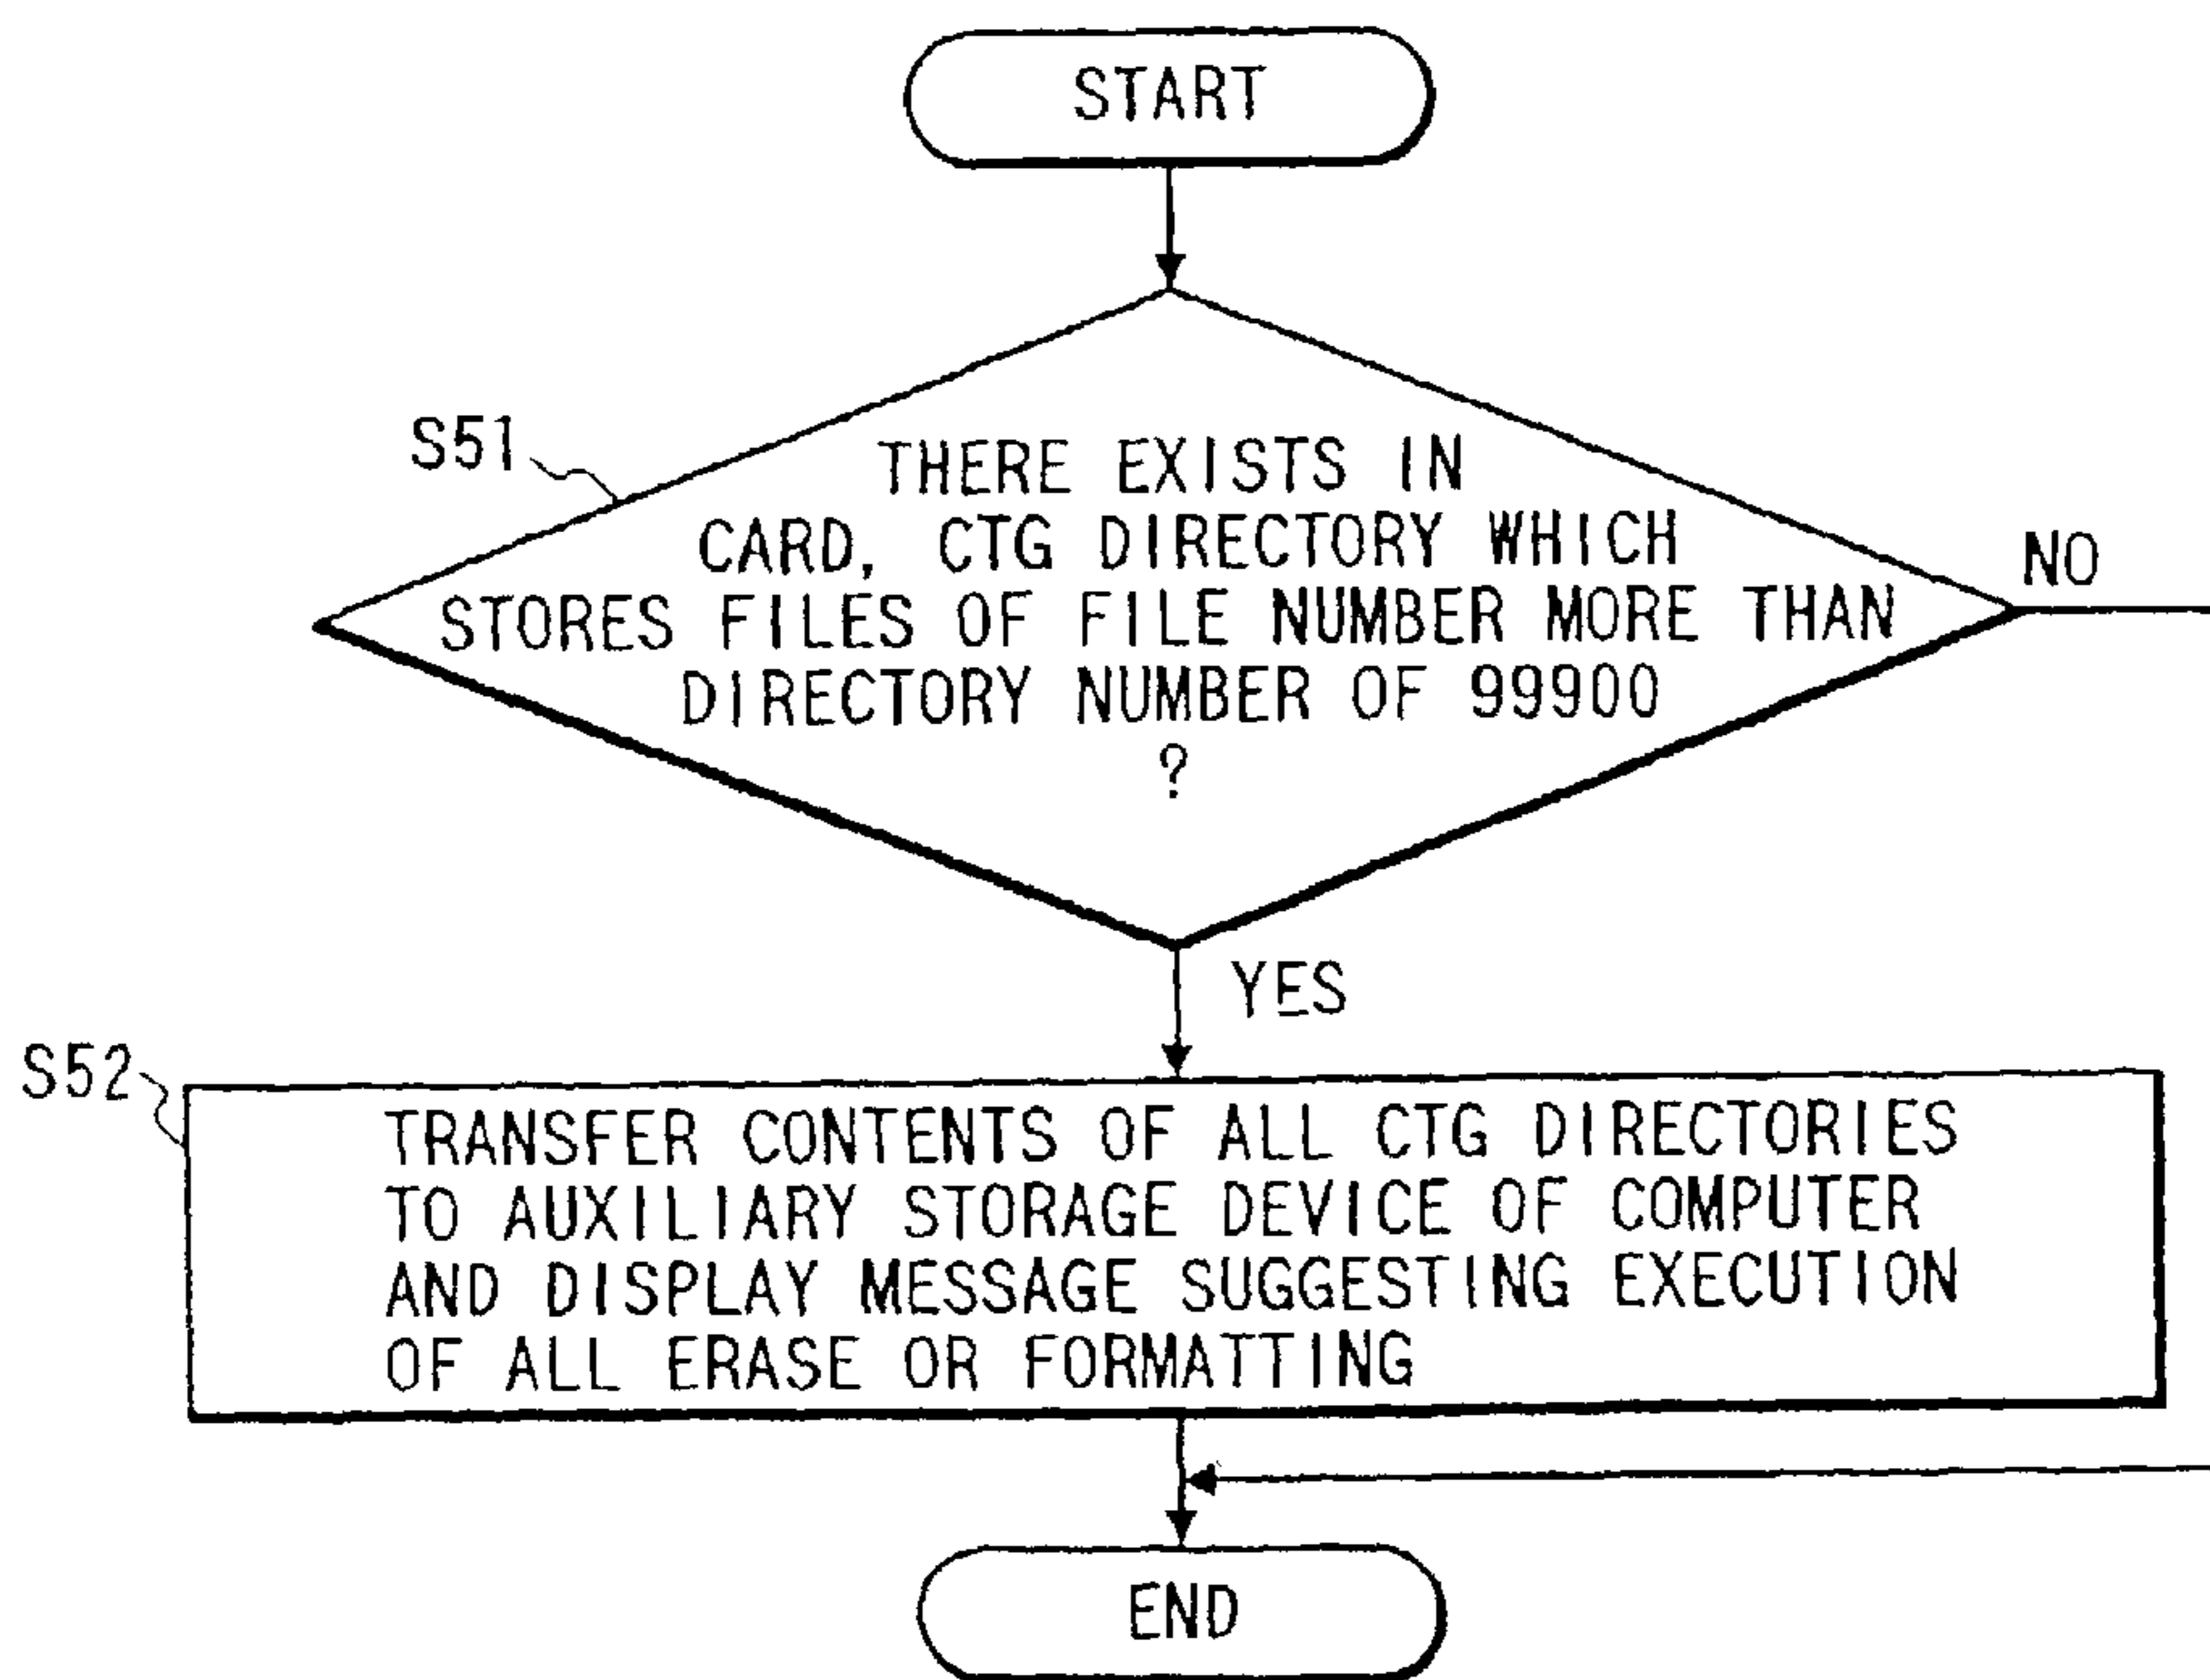 START
S51
THERE EXISTS IN
CARD, CTG DIRECTORY WHICH
STORES FILES OF FILE NUMBER MORE THAN
DIRECTORY NUMBER OF 99900
?
NO
YES
S52
TRANSFER CONTENTS OF ALL CTG DIRECTORIES
TO AUXILIARY STORAGE DEVICE OF COMPUTER
AND DISPLAY MESSAGE SUGGESTING EXECUTION
OF ALL ERASE OR FORMATTING
END